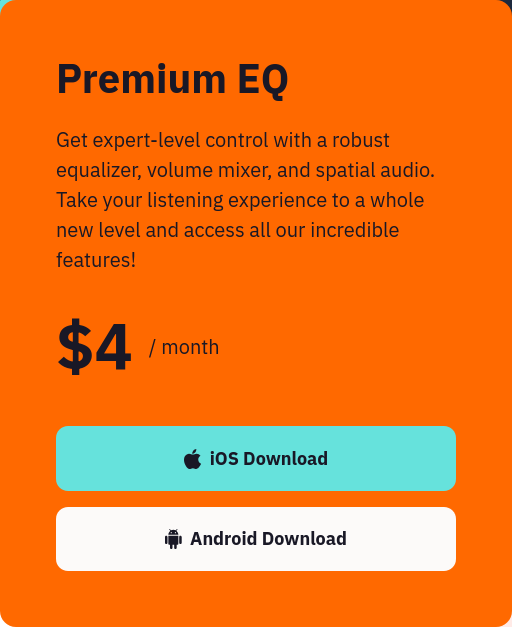 Premium EQ
Get expert-level control with a robust
equalizer, volume mixer, and spatial audio.
Take your listening experience to a whole
new level and access all our incredible
features!
$4 / month
iOS Download
Android Download